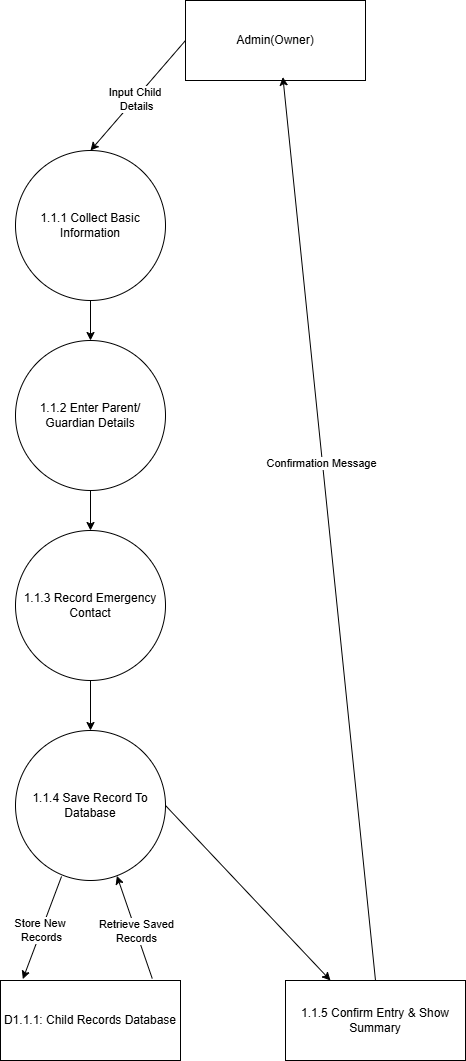 Admin(Owner)
Input Child
Details
1.1.1 Collect Basic
Information
1.1.2 Enter Parent/
Guardian Details
Confirmation Message
1.1.3 Record Emergency
Contact
1.1.4 Save Record To
Database
Store New
Records
Retrieve Saved
Records
D1.1.1: Child Records Database
1.1.5 Confirm Entry & Show
Summary